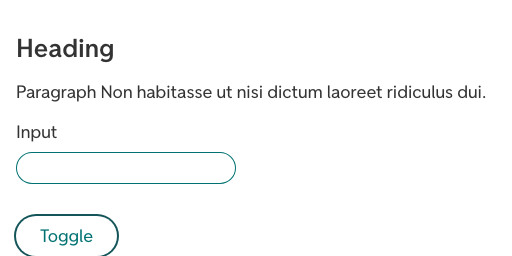 Heading
Paragraph Non habitasse ut nisi dictum laoreet ridiculus dui.
Input
Toggle